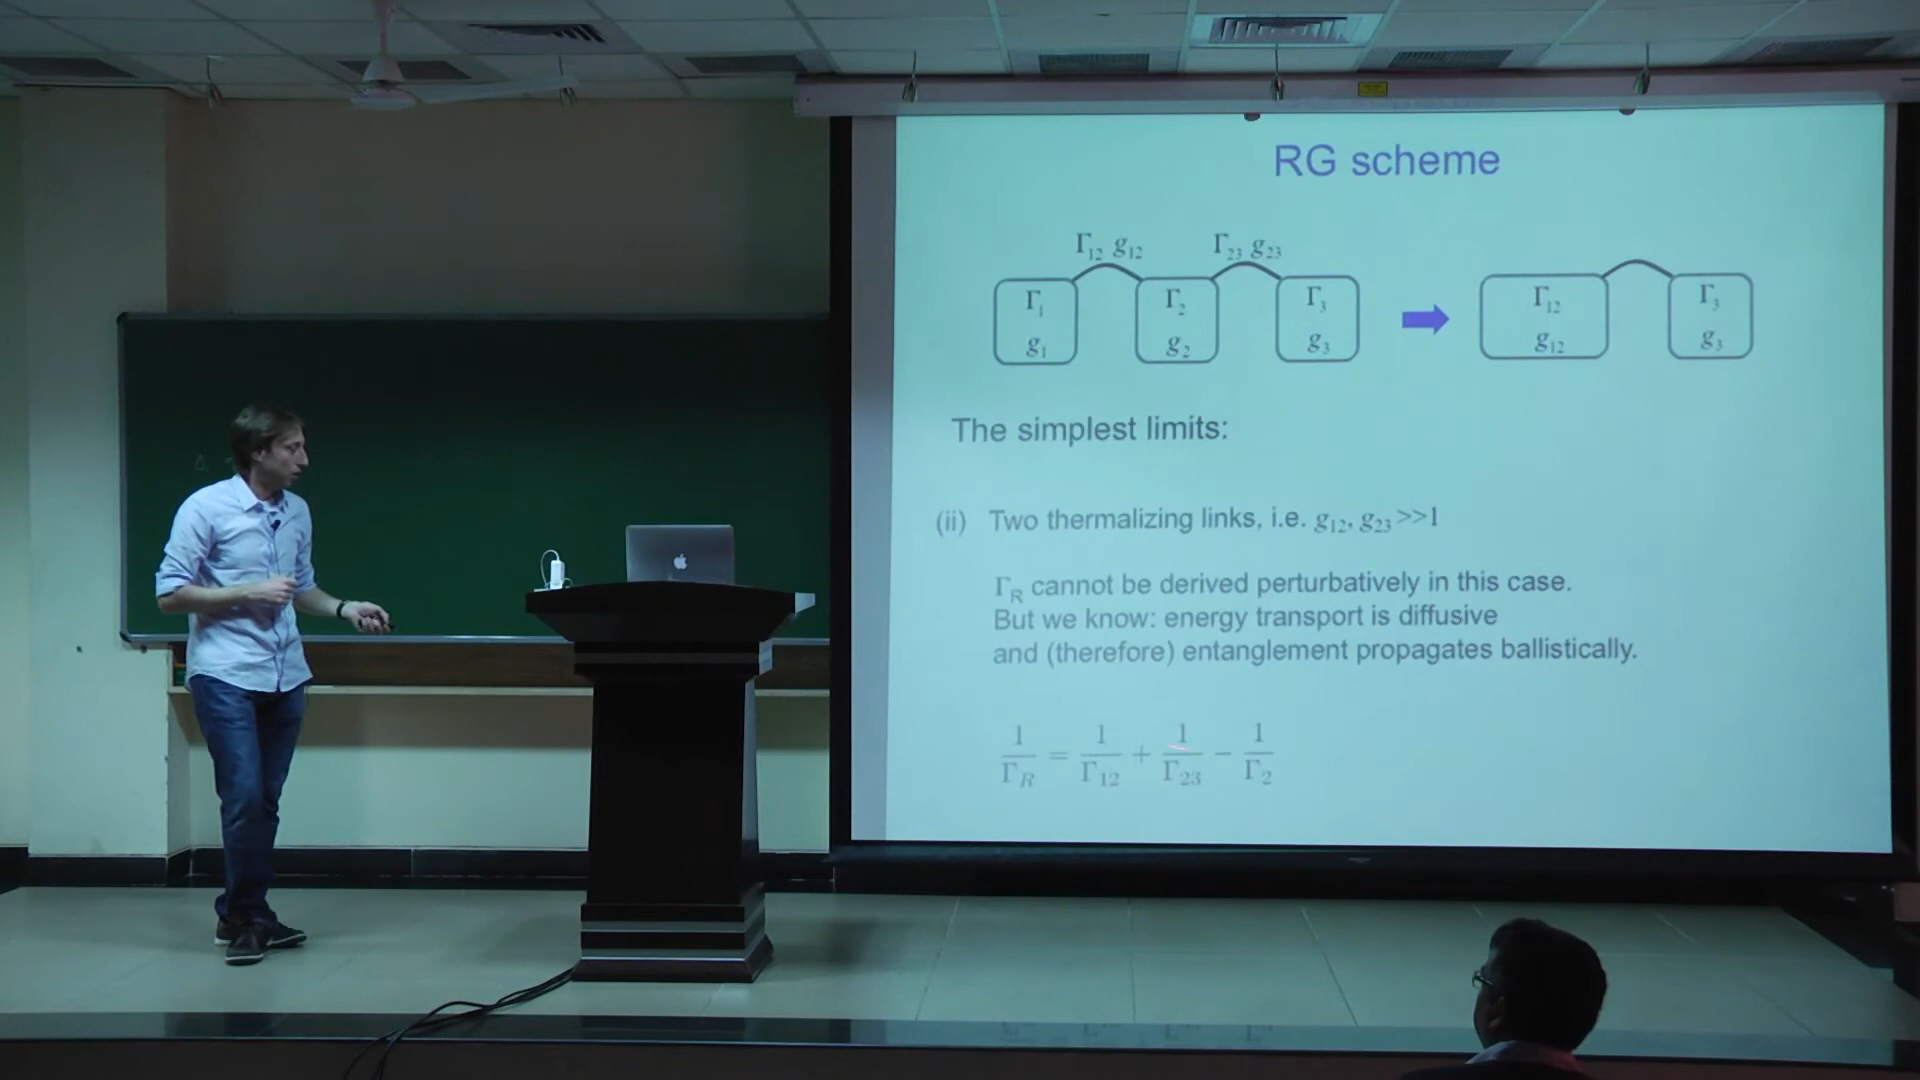 RG scheme
Γ₁₂ g₁₂ Γ₂₃ g₂₃
Γ₁ Γ₂ Γ₃ Γ₁₂ Γ₃
g₁ g₂ g₃ g₁₂ g₃
The simplest limits:
(ii) Two thermalizing links, i.e. g₁₂, g₂₃ >>1
Γ_R cannot be derived perturbatively in this case.
But we know: energy transport is diffusive
and (therefore) entanglement propagates ballistically.
1/Γ_R = 1/Γ₁₂ + 1/Γ₂₃ − 1/Γ₂